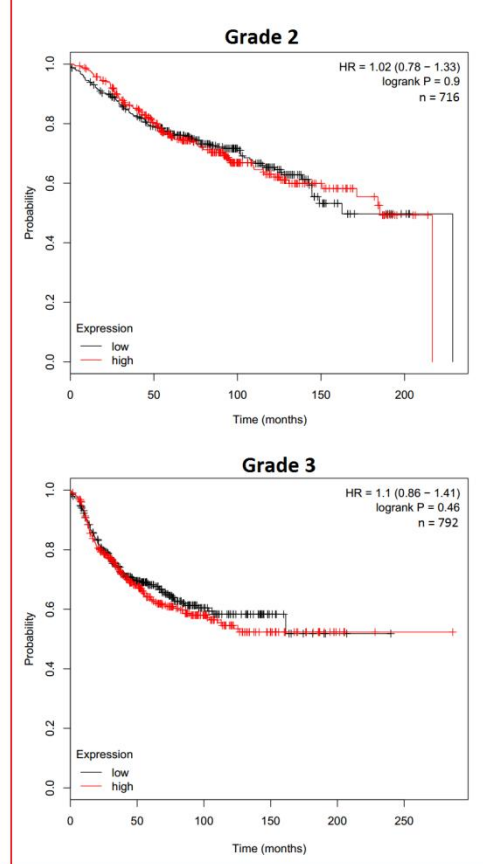 Grade 2
HR = 1.02 (0.78 − 1.33)
logrank P = 0.9
n = 716
1.0
0.8
0.6
0.4
0.2
0.0
Probability
Expression
low
high
0 50 100 150 200
Time (months)
Grade 3
HR = 1.1 (0.86 − 1.41)
logrank P = 0.46
n = 792
1.0
0.8
0.6
0.4
0.2
0.0
Probability
Expression
low
high
0 50 100 150 200 250
Time (months)